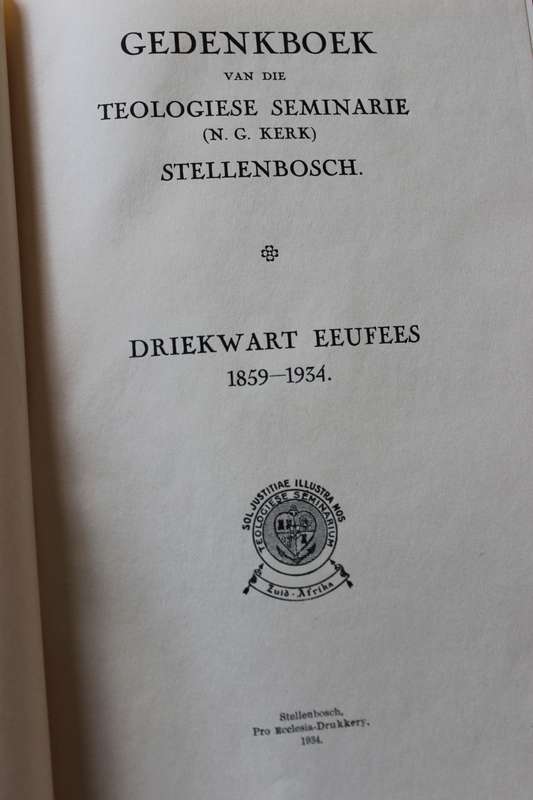 GEDENKBOEK
VAN DIE
TEOLOGIESE SEMINARIE
(N. G. KERK)
STELLENBOSCH.
DRIEKWART EEUFEES
1859—1934.
SOL JUSTITIAE ILLUSTRA NOS
TEOLOGIESE SEMINARIUM
Zuid-Afrika
Stellenbosch,
Pro Ecclesia-Drukkery,
1934.